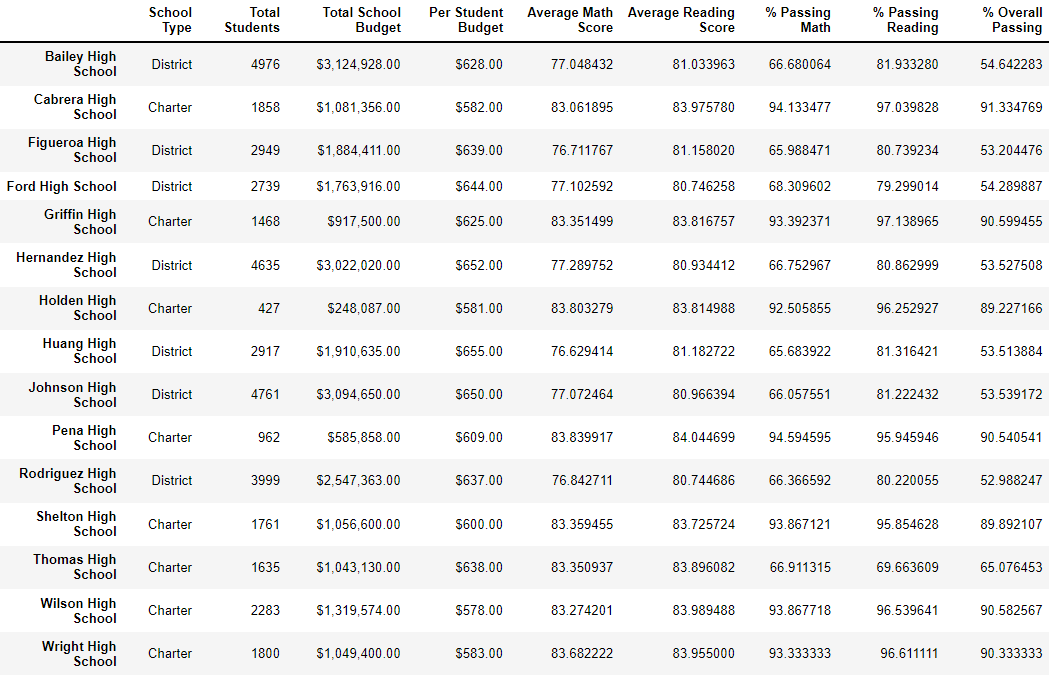 School Type Total Students Total School Budget Per Student Budget Average Math Score Average Reading Score % Passing Math % Passing Reading % Overall Passing
Bailey High School District 4976 $3,124,928.00 $628.00 77.048432 81.033963 66.680064 81.933280 54.642283
Cabrera High School Charter 1858 $1,081,356.00 $582.00 83.061895 83.975780 94.133477 97.039828 91.334769
Figueroa High School District 2949 $1,884,411.00 $639.00 76.711767 81.158020 65.988471 80.739234 53.204476
Ford High School District 2739 $1,763,916.00 $644.00 77.102592 80.746258 68.309602 79.299014 54.289887
Griffin High School Charter 1468 $917,500.00 $625.00 83.351499 83.816757 93.392371 97.138965 90.599455
Hernandez High School District 4635 $3,022,020.00 $652.00 77.289752 80.934412 66.752967 80.862999 53.527508
Holden High School Charter 427 $248,087.00 $581.00 83.803279 83.814988 92.505855 96.252927 89.227166
Huang High School District 2917 $1,910,635.00 $655.00 76.629414 81.182722 65.683922 81.316421 53.513884
Johnson High School District 4761 $3,094,650.00 $650.00 77.072464 80.966394 66.057551 81.222432 53.539172
Pena High School Charter 962 $585,858.00 $609.00 83.839917 84.044699 94.594595 95.945946 90.540541
Rodriguez High School District 3999 $2,547,363.00 $637.00 76.842711 80.744686 66.366592 80.220055 52.988247
Shelton High School Charter 1761 $1,056,600.00 $600.00 83.359455 83.725724 93.867121 95.854628 89.892107
Thomas High School Charter 1635 $1,043,130.00 $638.00 83.350937 83.896082 66.911315 69.663609 65.076453
Wilson High School Charter 2283 $1,319,574.00 $578.00 83.274201 83.989488 93.867718 96.539641 90.582567
Wright High School Charter 1800 $1,049,400.00 $583.00 83.682222 83.955000 93.333333 96.611111 90.333333